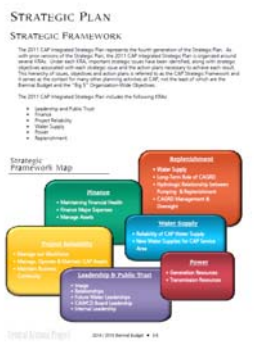 STRATEGIC PLAN
STRATEGIC FRAMEWORK
The 2011 CAP Integrated Strategic Plan represents the fourth generation of the Strategic Plan. As
with prior versions of the Strategic Plan, the 2011 CAP Integrated Strategic Plan is organized around
several KRAs. Under each KRA, important strategic issues have been identified, along with strategic
objectives associated with each strategic issue and the action plans necessary to achieve each result.
This hierarchy of issues, objectives and action plans is referred to as the CAP Strategic Framework and
it serves as the context for many other planning activities at CAP, not the least of which are the
Biennial Budget and the "Big 5" Organization-Wide Objectives.
The 2011 CAP Integrated Strategic Plan includes the following KRAs:
• Leadership and Public Trust
• Finance
• Project Reliability
• Water Supply
• Power
• Replenishment
Strategic
Framework Map
Replenishment
• Water Supply
• Long-Term Role of CAGRD
• Hydrologic Relationship between
Pumping & Replenishment
• CAGRD Management &
Oversight
Finance
• Maintaining Financial Health
• Finance Major Expenses
• Manage Assets
Water Supply
• Reliability of CAP Water Supply
• New Water Supplies for CAP Service
Area
Project Reliability
• Manage our Workforce
• Manage, Operate & Maintain CAP Assets
• Maintain Business
Continuity
Power
• Generation Resources
• Transmission Resources
Leadership & Public Trust
• Image
• Relationships
• Future Water Leadership
• CAWCD Board Leadership
• Internal Leadership
Central Arizona Project
2014 / 2015 Biennial Budget •